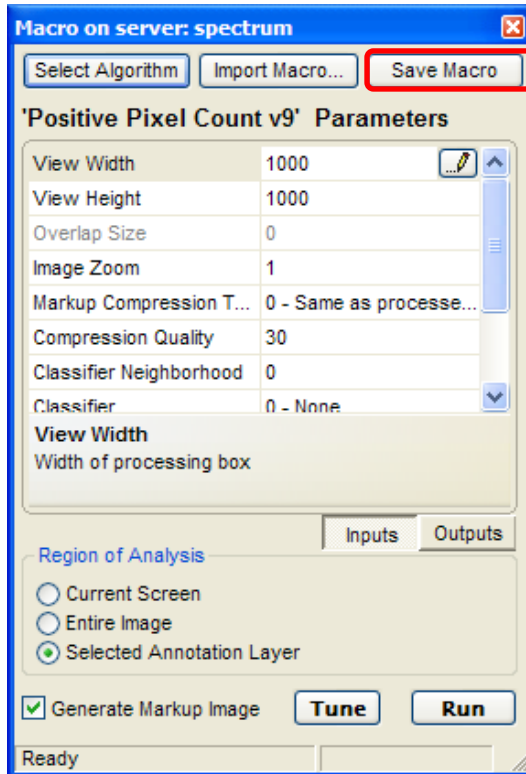 Macro on server: spectrum
Select Algorithm Import Macro... Save Macro
'Positive Pixel Count v9' Parameters
View Width 1000
View Height 1000
Overlap Size 0
Image Zoom 1
Markup Compression T... 0 - Same as processe...
Compression Quality 30
Classifier Neighborhood 0
Classifier 0 - None
View Width
Width of processing box
Inputs Outputs
Region of Analysis
Current Screen
Entire Image
Selected Annotation Layer
Generate Markup Image Tune Run
Ready